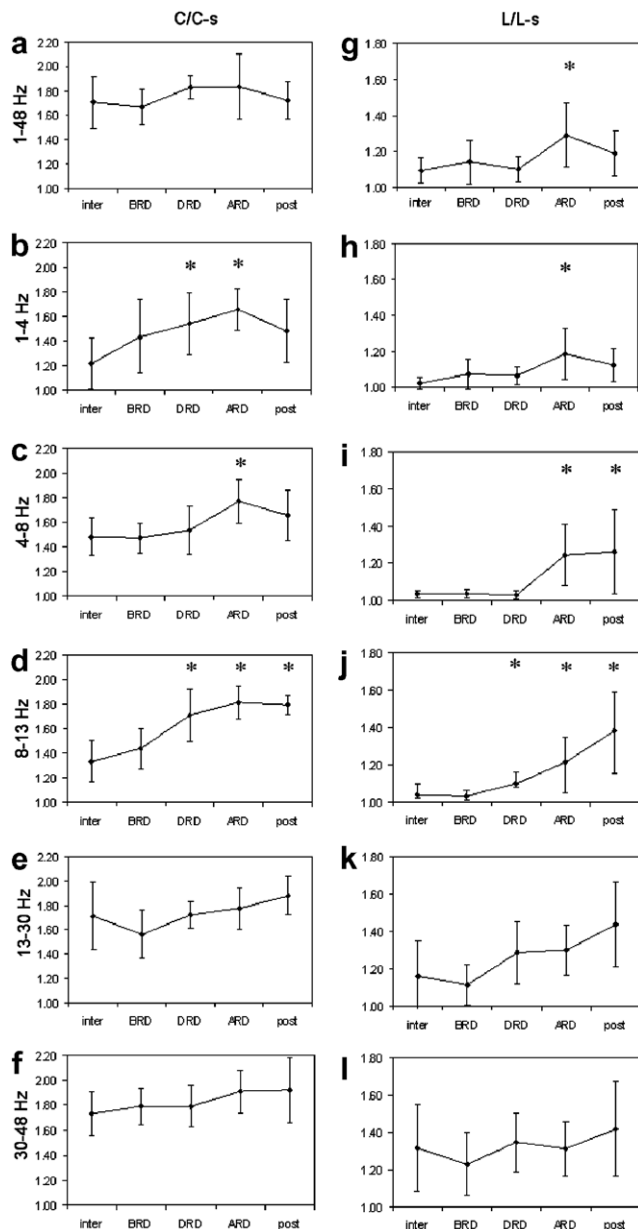 C/C-s L/L-s
a g
1-48 Hz
2.20 1.80
2.00
1.80 1.60
1.60 1.40
1.40
1.20 1.20
1.00 1.00
*
inter BRD DRD ARD post inter BRD DRD ARD post
b h
1-4 Hz
2.20 1.80
2.00
1.80 1.60
1.60 1.40
1.40
1.20 1.20
1.00 1.00
* * *
inter BRD DRD ARD post inter BRD DRD ARD post
c i
4-8 Hz
2.20 1.80
2.00
1.80 1.60
1.60 1.40
1.40
1.20 1.20
1.00 1.00
* * *
inter BRD DRD ARD post inter BRD DRD ARD post
d j
8-13 Hz
2.20 1.80
2.00
1.80 1.60
1.60 1.40
1.40
1.20 1.20
1.00 1.00
* * * * * *
inter BRD DRD ARD post inter BRD DRD ARD post
e k
13-30 Hz
2.20 1.80
2.00
1.80 1.60
1.60 1.40
1.40
1.20 1.20
1.00 1.00
inter BRD DRD ARD post inter BRD DRD ARD post
f l
30-48 Hz
2.20 1.80
2.00
1.80 1.60
1.60 1.40
1.40
1.20 1.20
1.00 1.00
inter BRD DRD ARD post inter BRD DRD ARD post